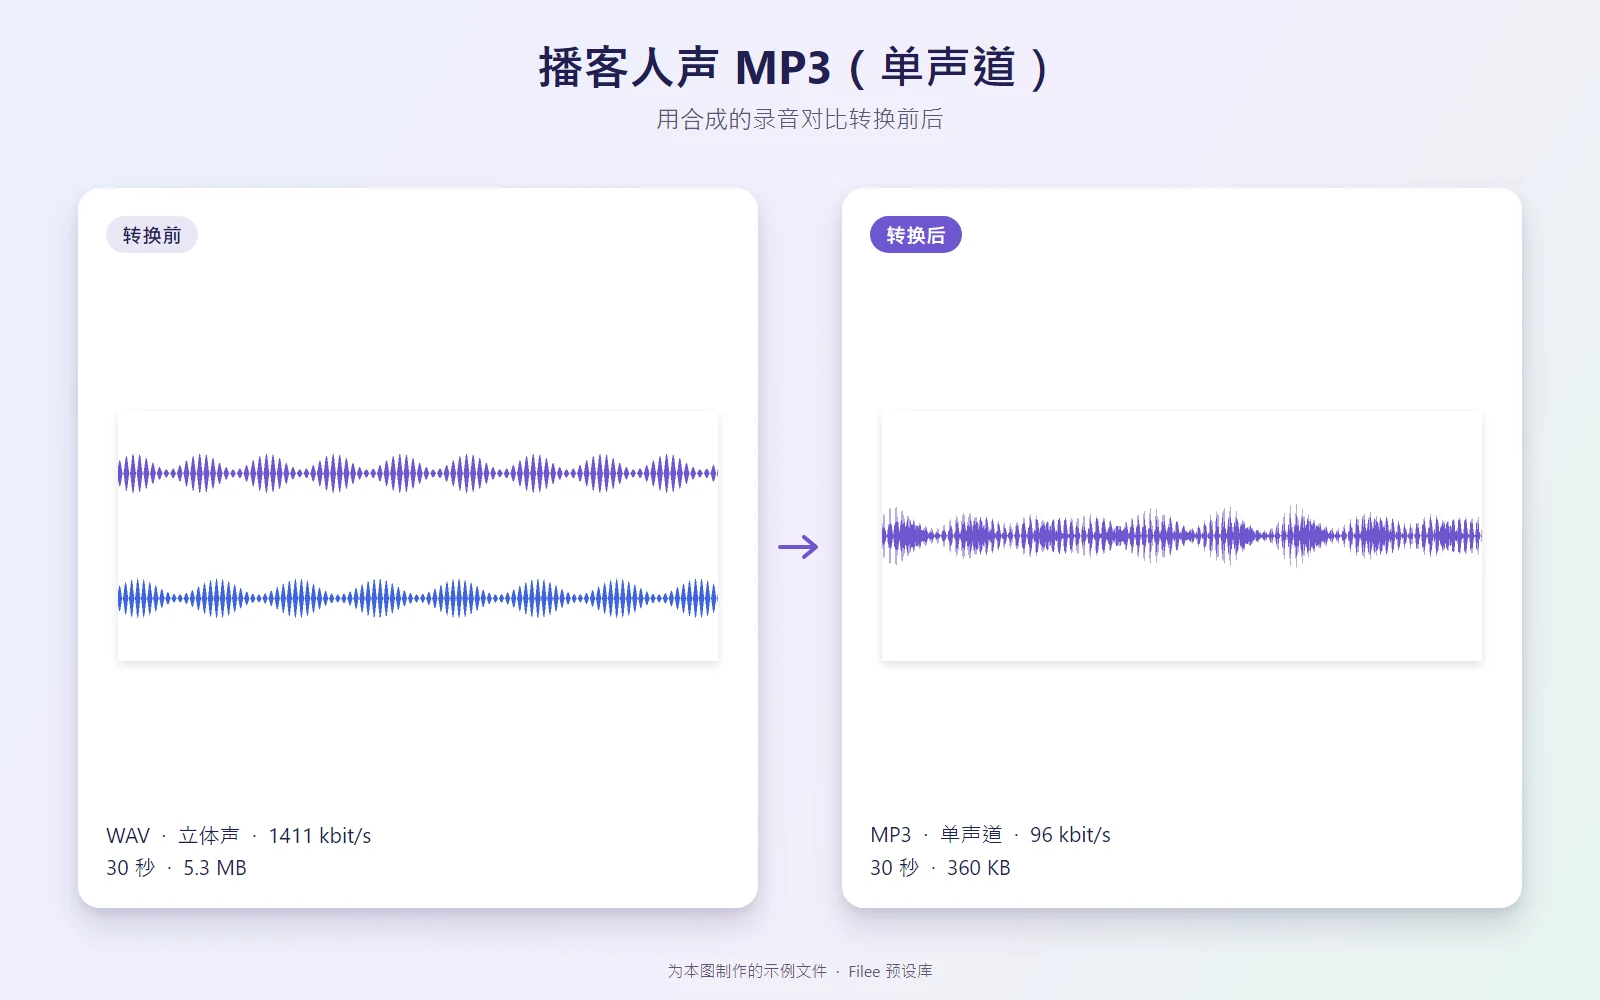 播客人声 MP3（单声道）
用合成的录音对比转换前后
转换前
WAV · 立体声 · 1411 kbit/s
30 秒 · 5.3 MB
转换后
MP3 · 单声道 · 96 kbit/s
30 秒 · 360 KB
为本图制作的示例文件 · Filee 预设库